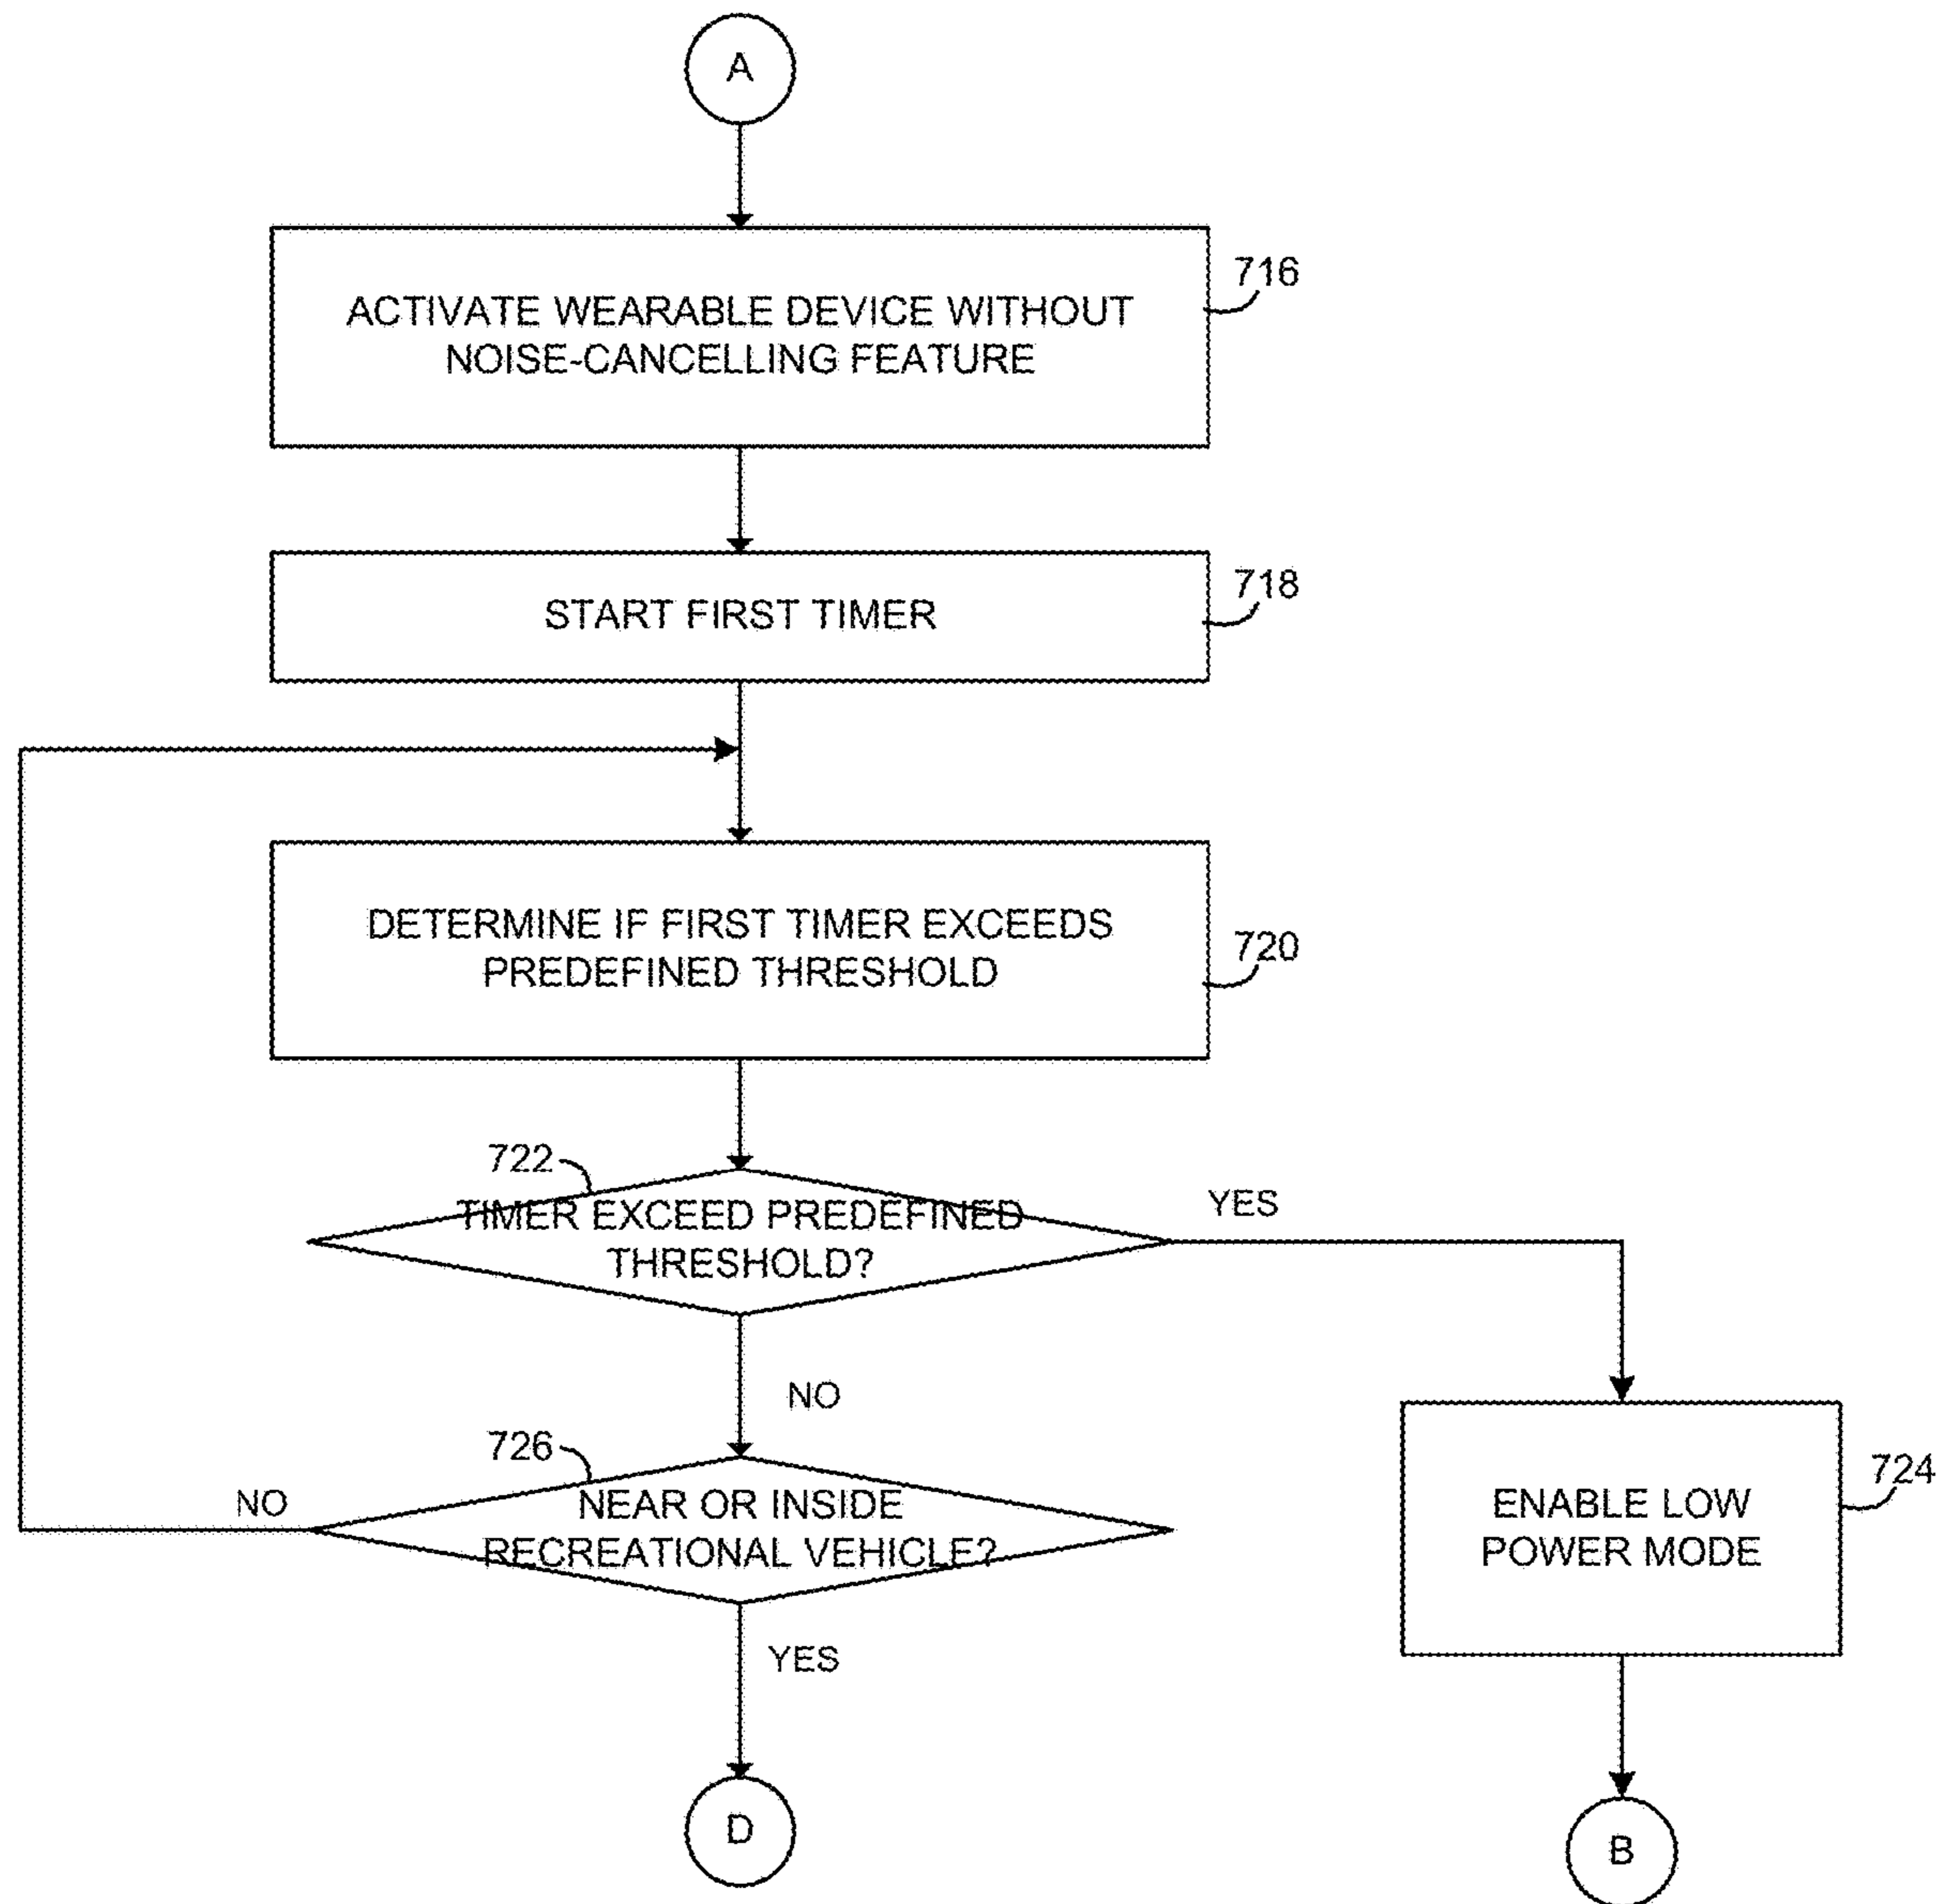 A
ACTIVATE WEARABLE DEVICE WITHOUT
NOISE-CANCELLING FEATURE
716
START FIRST TIMER
718
DETERMINE IF FIRST TIMER EXCEEDS
PREDEFINED THRESHOLD
720
722
TIMER EXCEED PREDEFINED
THRESHOLD?
YES
NO
726
NEAR OR INSIDE
RECREATIONAL VEHICLE?
NO
YES
ENABLE LOW
POWER MODE
724
D
B